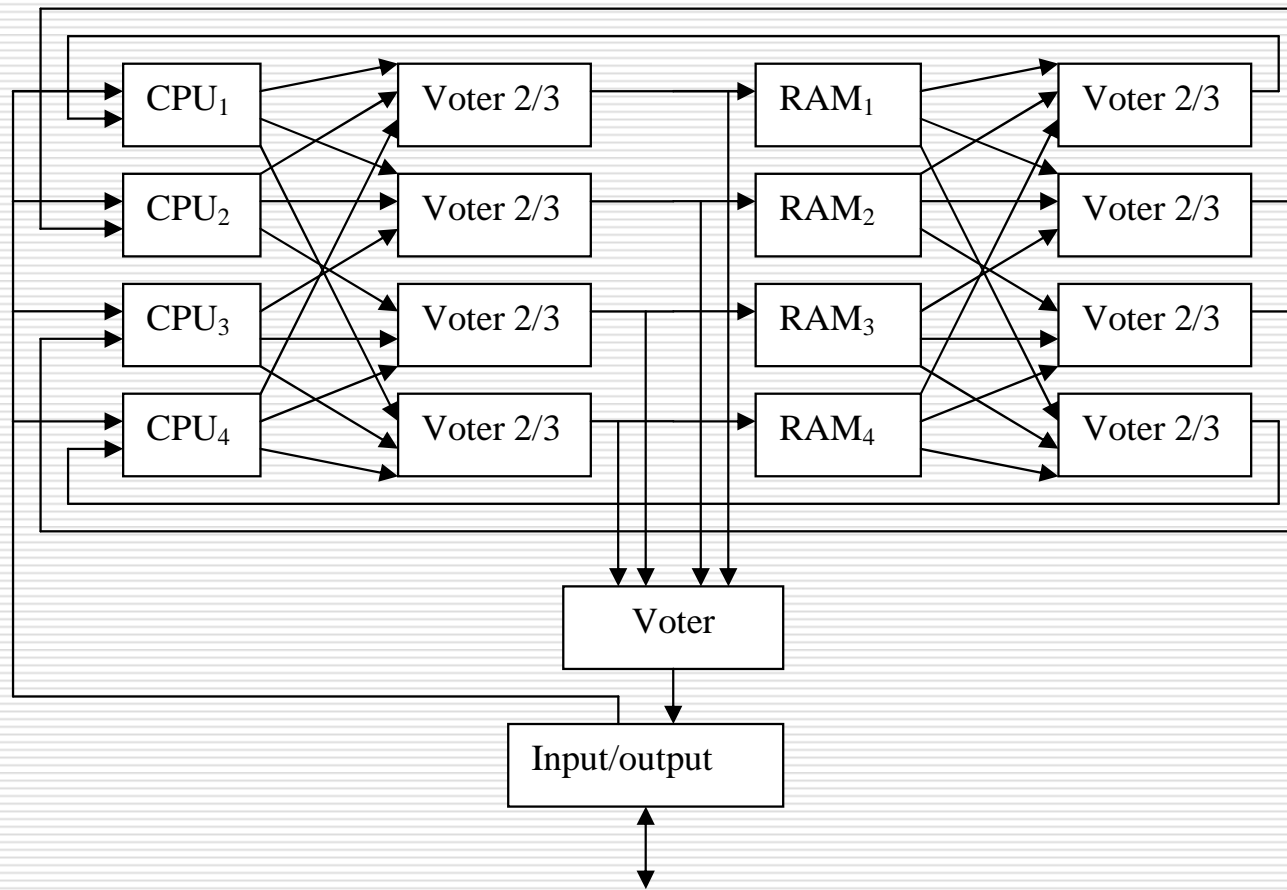 CPU₁ Voter 2/3 RAM₁ Voter 2/3
CPU₂ Voter 2/3 RAM₂ Voter 2/3
CPU₃ Voter 2/3 RAM₃ Voter 2/3
CPU₄ Voter 2/3 RAM₄ Voter 2/3
Voter
Input/output